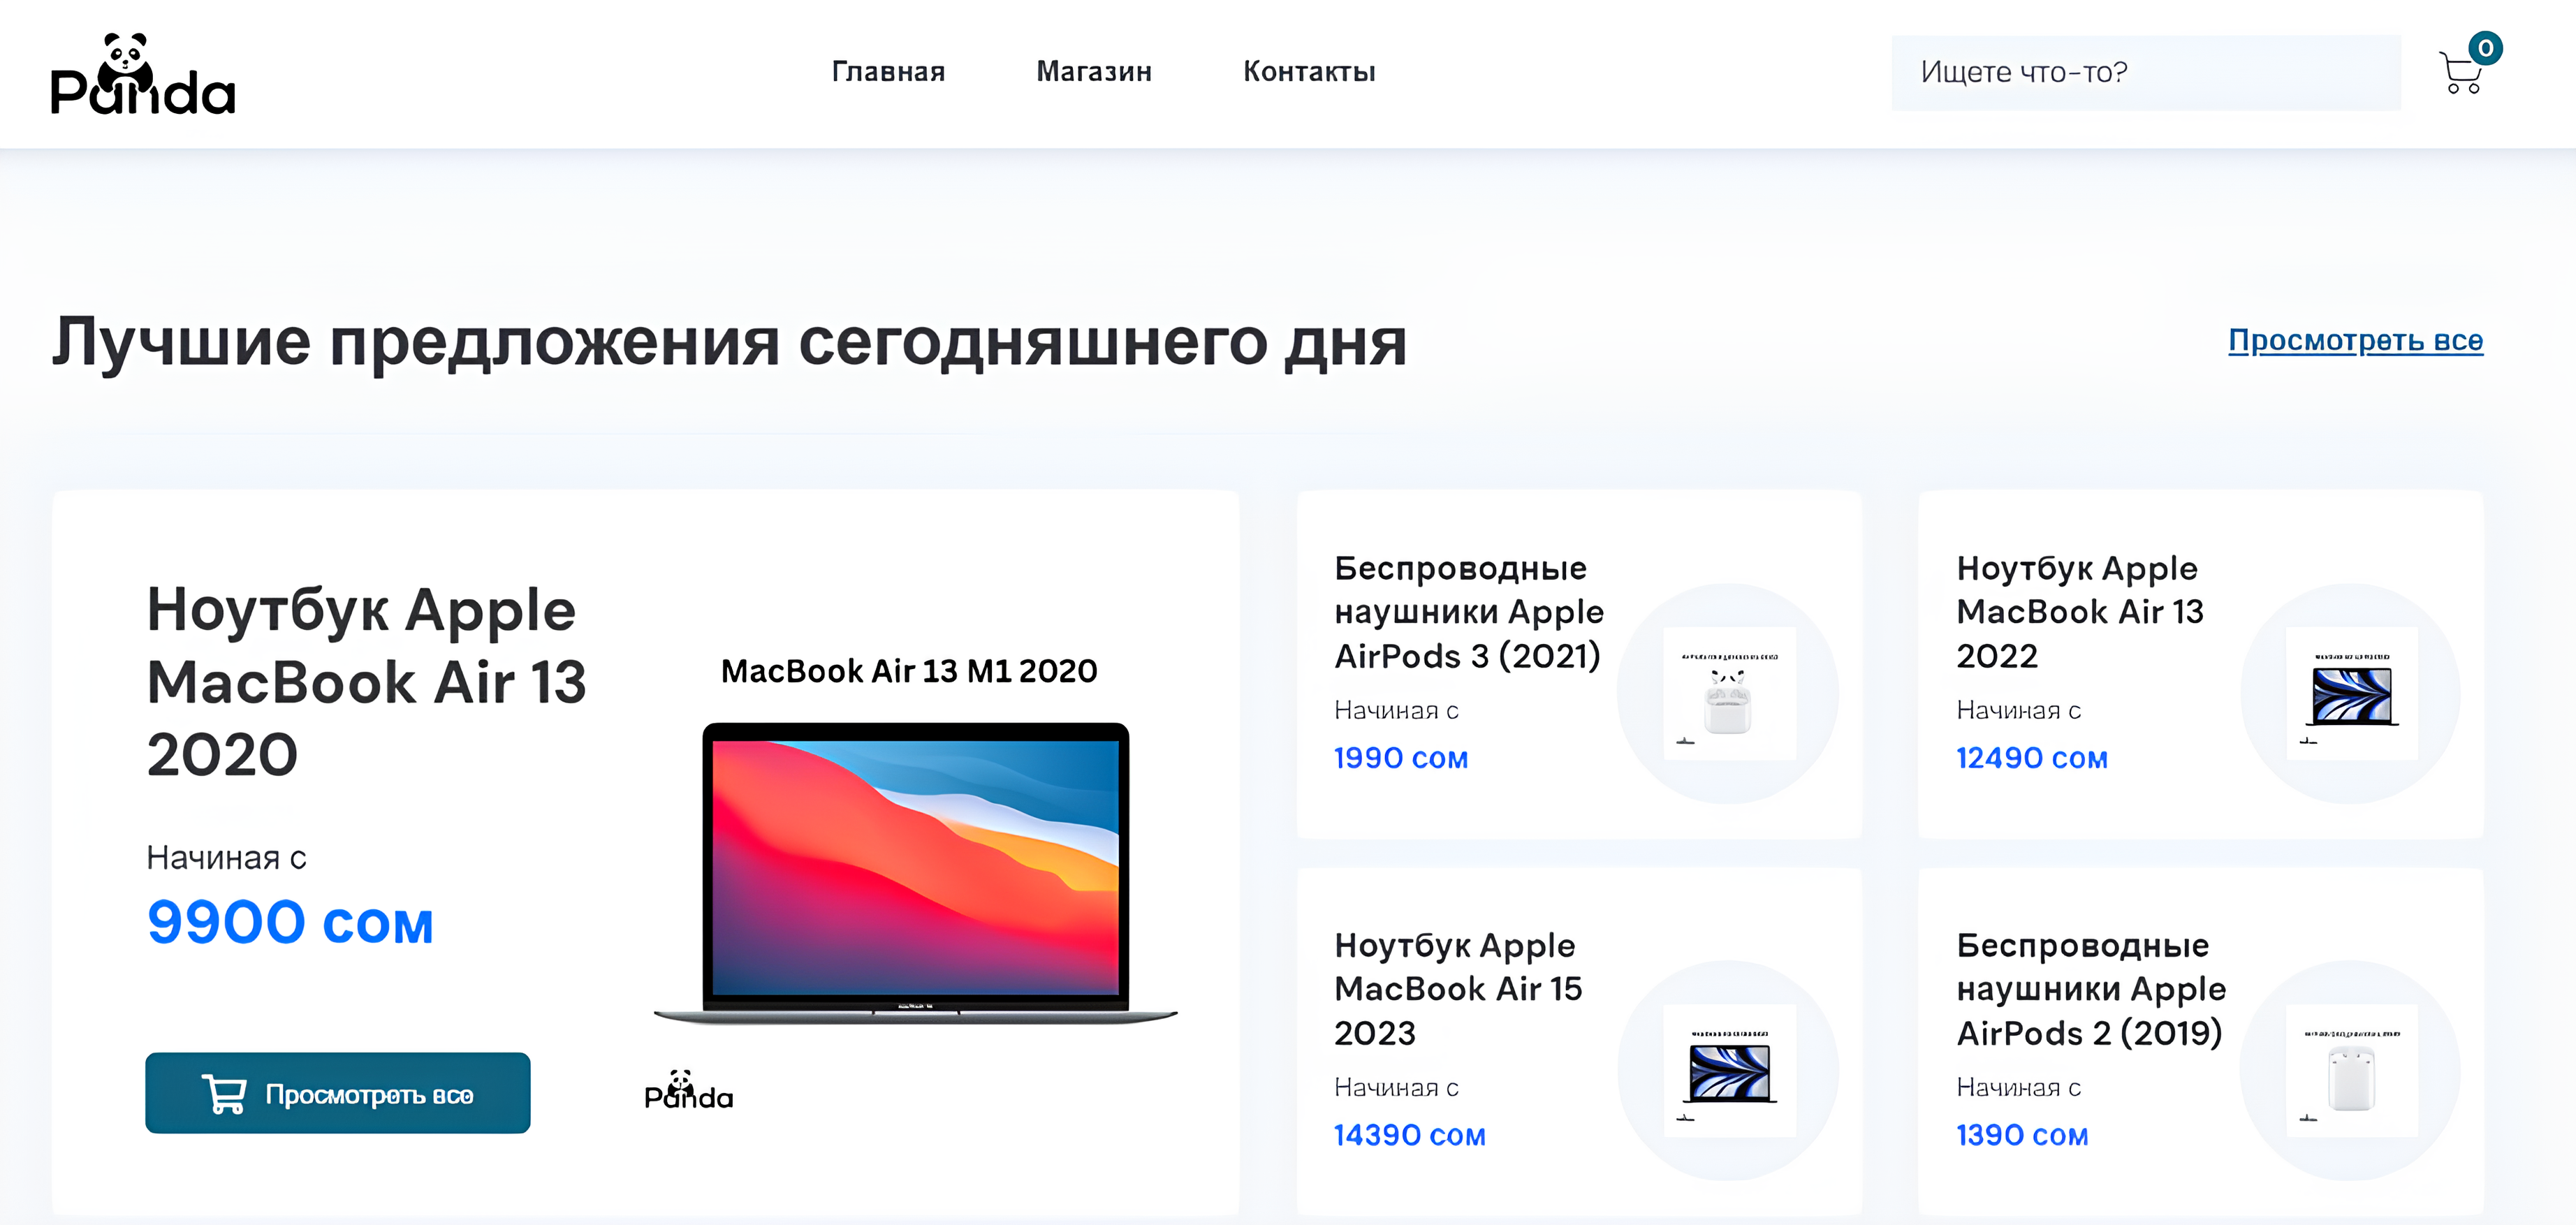 Panda
Главная
Магазин
Контакты
Ищете что-то?
0
Лучшие предложения сегодняшнего дня
Просмотреть все
Ноутбук Apple
MacBook Air 13
2020
Начиная с
9900 сом
Просмотреть все
MacBook Air 13 M1 2020
Panda
Беспроводные
наушники Apple
AirPods 3 (2021)
Начиная с
1990 сом
Ноутбук Apple
MacBook Air 13
2022
Начиная с
12490 сом
Ноутбук Apple
MacBook Air 15
2023
Начиная с
14390 сом
Беспроводные
наушники Apple
AirPods 2 (2019)
Начиная с
1390 сом